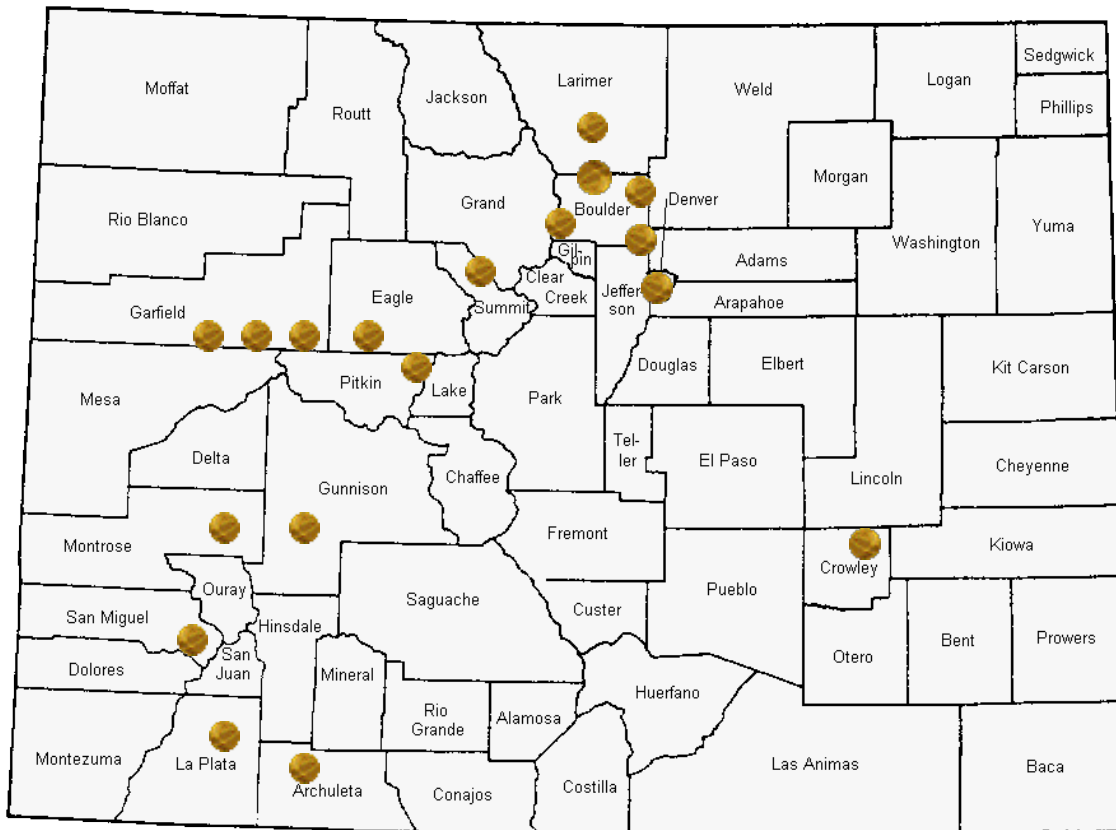 Sedgwick
Moffat
Larimer
Weld
Logan
Jackson
Routt
Phillips
Morgan
Denver
Grand
Boulder
Rio Blanco
Yuma
Washington
Gil-
pin
Adams
Clear
Creek
Eagle
Jeffer-
son
Summit
Arapahoe
Garfield
Douglas
Elbert
Kit Carson
Pitkin
Lake
Park
Mesa
Tel-
ler
Delta
El Paso
Cheyenne
Chaffee
Lincoln
Gunnison
Fremont
Montrose
Kiowa
Crowley
Ouray
Pueblo
Saguache
Custer
San Miguel
Hinsdale
Prowers
Bent
San
Juan
Otero
Dolores
Mineral
Huerfano
Rio
Grande
Alamosa
Montezuma
La Plata
Las Animas
Baca
Costilla
Archuleta
Conajos